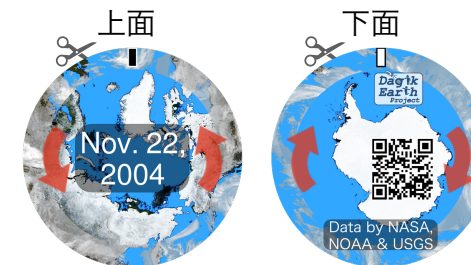 上面
下面
Nov. 22,
2004
Dagik
Earth
Project
Data by NASA,
NOAA & USGS